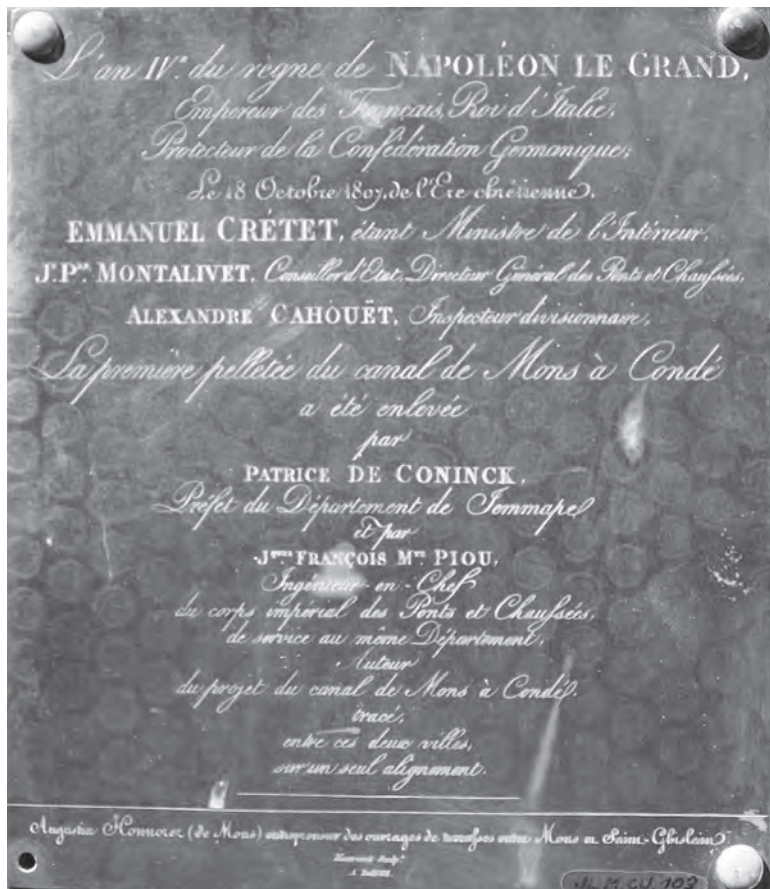 L'an IVe. du règne de NAPOLÉON LE GRAND,
Empereur des Français, Roi d'Italie,
Protecteur de la Confédération Germanique;
Le 18 Octobre 1807, de l'Ere chrétienne,
EMMANUEL CRÉTET, étant Ministre de l'Intérieur,
Jn. Prre MONTALIVET, Conseiller d'Etat, Directeur Général des Ponts et Chaussées,
ALEXANDRE CAHOUËT, Inspecteur divisionnaire,
La première pelletée du canal de Mons à Condé
a été enlevée
par
PATRICE DE CONINCK,
Préfet du Département de Jemmape,
et par
FRANÇOIS Mie PIOU,
Ingénieur-en-Chef
du corps impérial des Ponts et Chaussées,
de service au même Département,
Auteur
du projet du canal de Mons à Condé,
tracé,
entre ces deux villes,
sur un seul alignement.
Augustin Honnorez (de Mons) entrepreneur des ouvrages de terrasses entre Mons et Saint-Ghislain